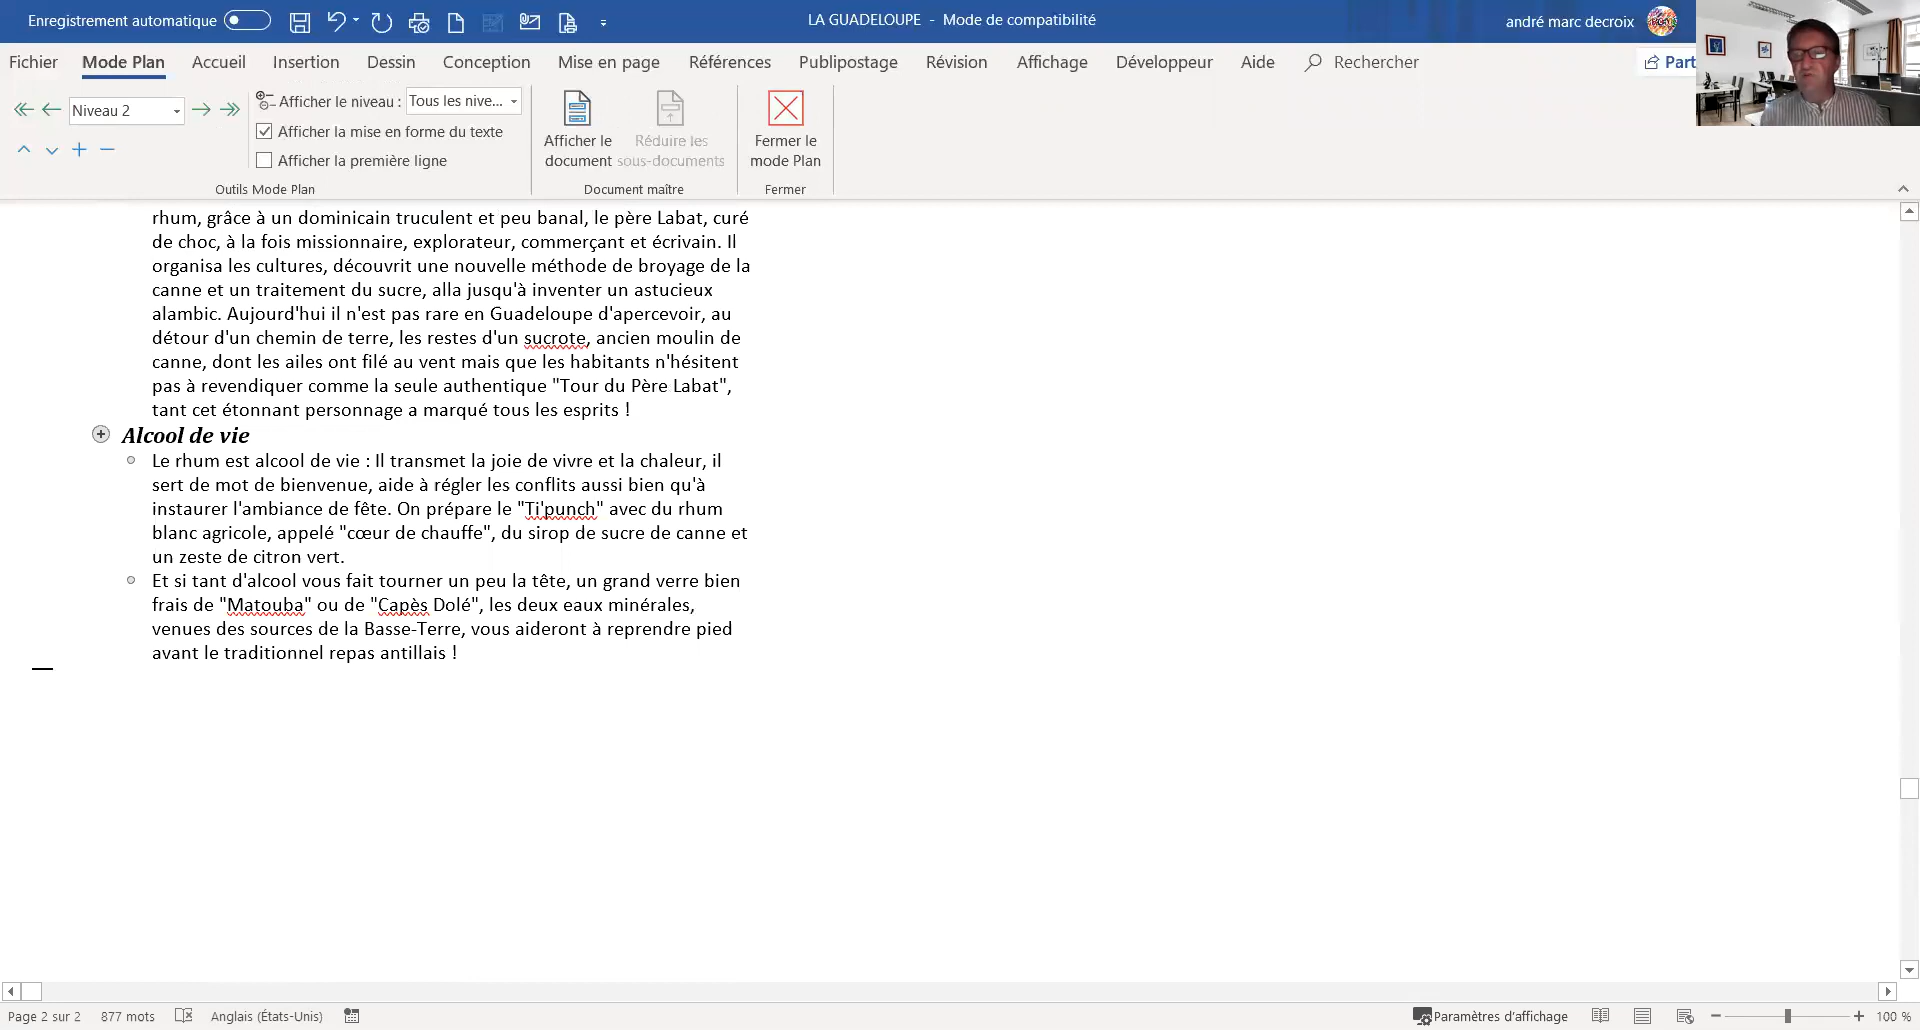 Enregistrement automatique
LA GUADELOUPE - Mode de compatibilité
andré marc decroix
Fichier Mode Plan Accueil Insertion Dessin Conception Mise en page Références Publipostage Révision Affichage Développeur Aide Rechercher Part
Niveau 2
Afficher le niveau : Tous les nive...
Afficher la mise en forme du texte
Afficher la première ligne
Outils Mode Plan
Afficher le
document
Réduire les
sous-documents
Document maître
Fermer le
mode Plan
Fermer
rhum, grâce à un dominicain truculent et peu banal, le père Labat, curé
de choc, à la fois missionnaire, explorateur, commerçant et écrivain. Il
organisa les cultures, découvrit une nouvelle méthode de broyage de la
canne et un traitement du sucre, alla jusqu'à inventer un astucieux
alambic. Aujourd'hui il n'est pas rare en Guadeloupe d'apercevoir, au
détour d'un chemin de terre, les restes d'un sucrote, ancien moulin de
canne, dont les ailes ont filé au vent mais que les habitants n'hésitent
pas à revendiquer comme la seule authentique "Tour du Père Labat",
tant cet étonnant personnage a marqué tous les esprits !
Alcool de vie
Le rhum est alcool de vie : Il transmet la joie de vivre et la chaleur, il
sert de mot de bienvenue, aide à régler les conflits aussi bien qu'à
instaurer l'ambiance de fête. On prépare le "Ti'punch" avec du rhum
blanc agricole, appelé "cœur de chauffe", du sirop de sucre de canne et
un zeste de citron vert.
Et si tant d'alcool vous fait tourner un peu la tête, un grand verre bien
frais de "Matouba" ou de "Capès Dolé", les deux eaux minérales,
venues des sources de la Basse-Terre, vous aideront à reprendre pied
avant le traditionnel repas antillais !
Page 2 sur 2 877 mots Anglais (États-Unis) Paramètres d'affichage 100 %